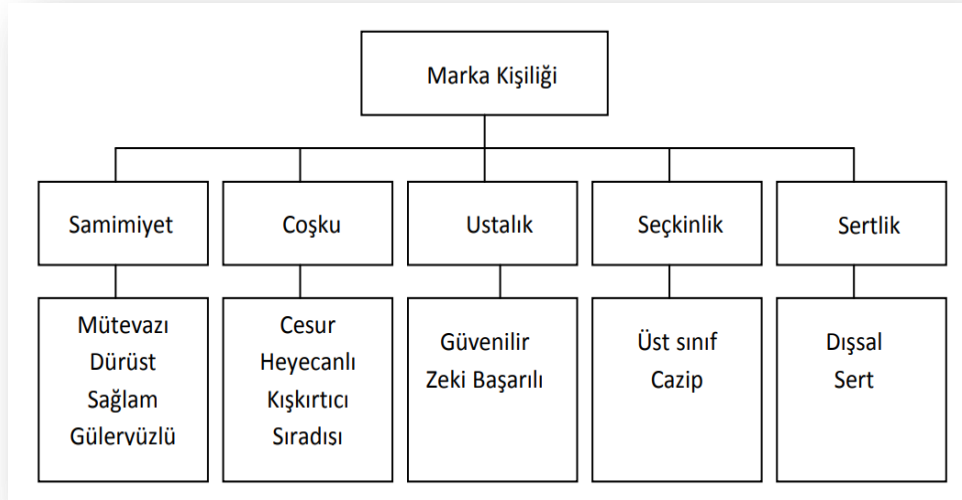 Marka Kişiliği
Samimiyet
Coşku
Ustalık
Seçkinlik
Sertlik
Mütevazı
Dürüst
Sağlam
Gülervüzlü
Cesur
Heyecanlı
Kışkırtıcı
Sıradısı
Güvenilir
Zeki Başarılı
Üst sınıf
Cazip
Dışsal
Sert